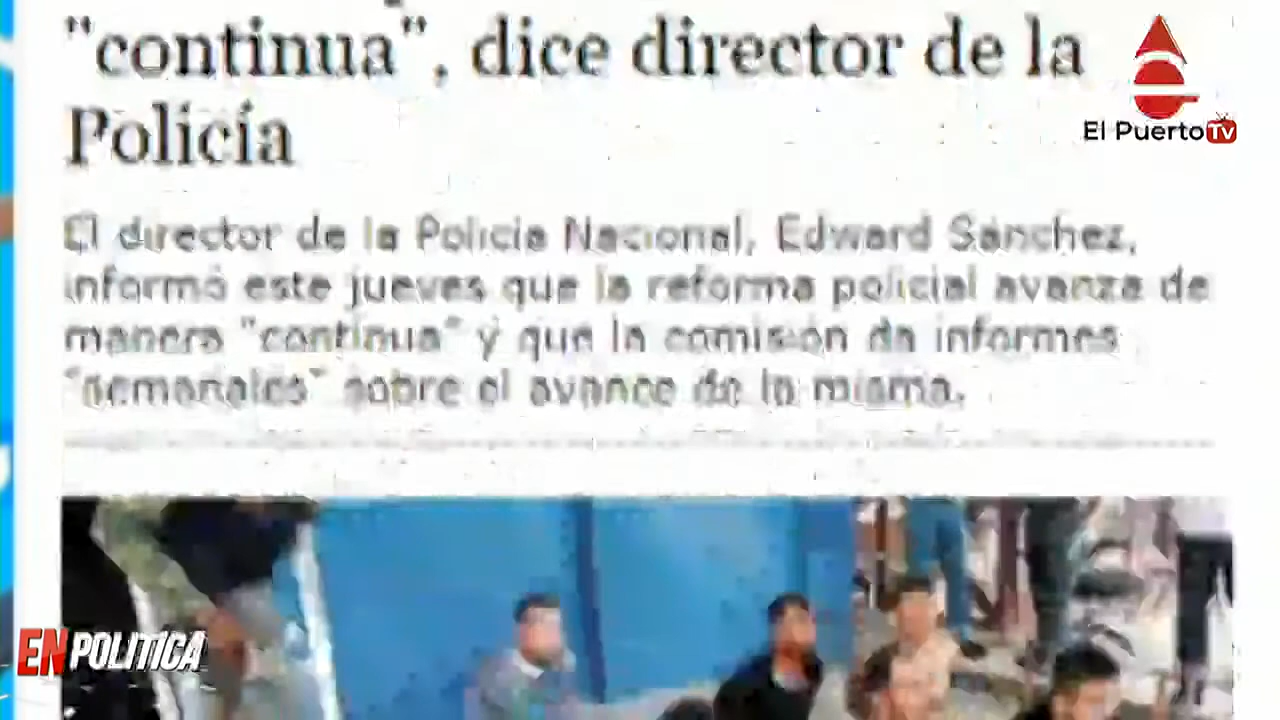 "continua", dice director de la
Policía
El director de la Policía Nacional, Edward Sánchez,
informó este jueves que la reforma policial avanza de
manera "continua" y que la comisión da informes
"semanales" sobre el avance de la misma.
El Puerto TV
EN POLITICA